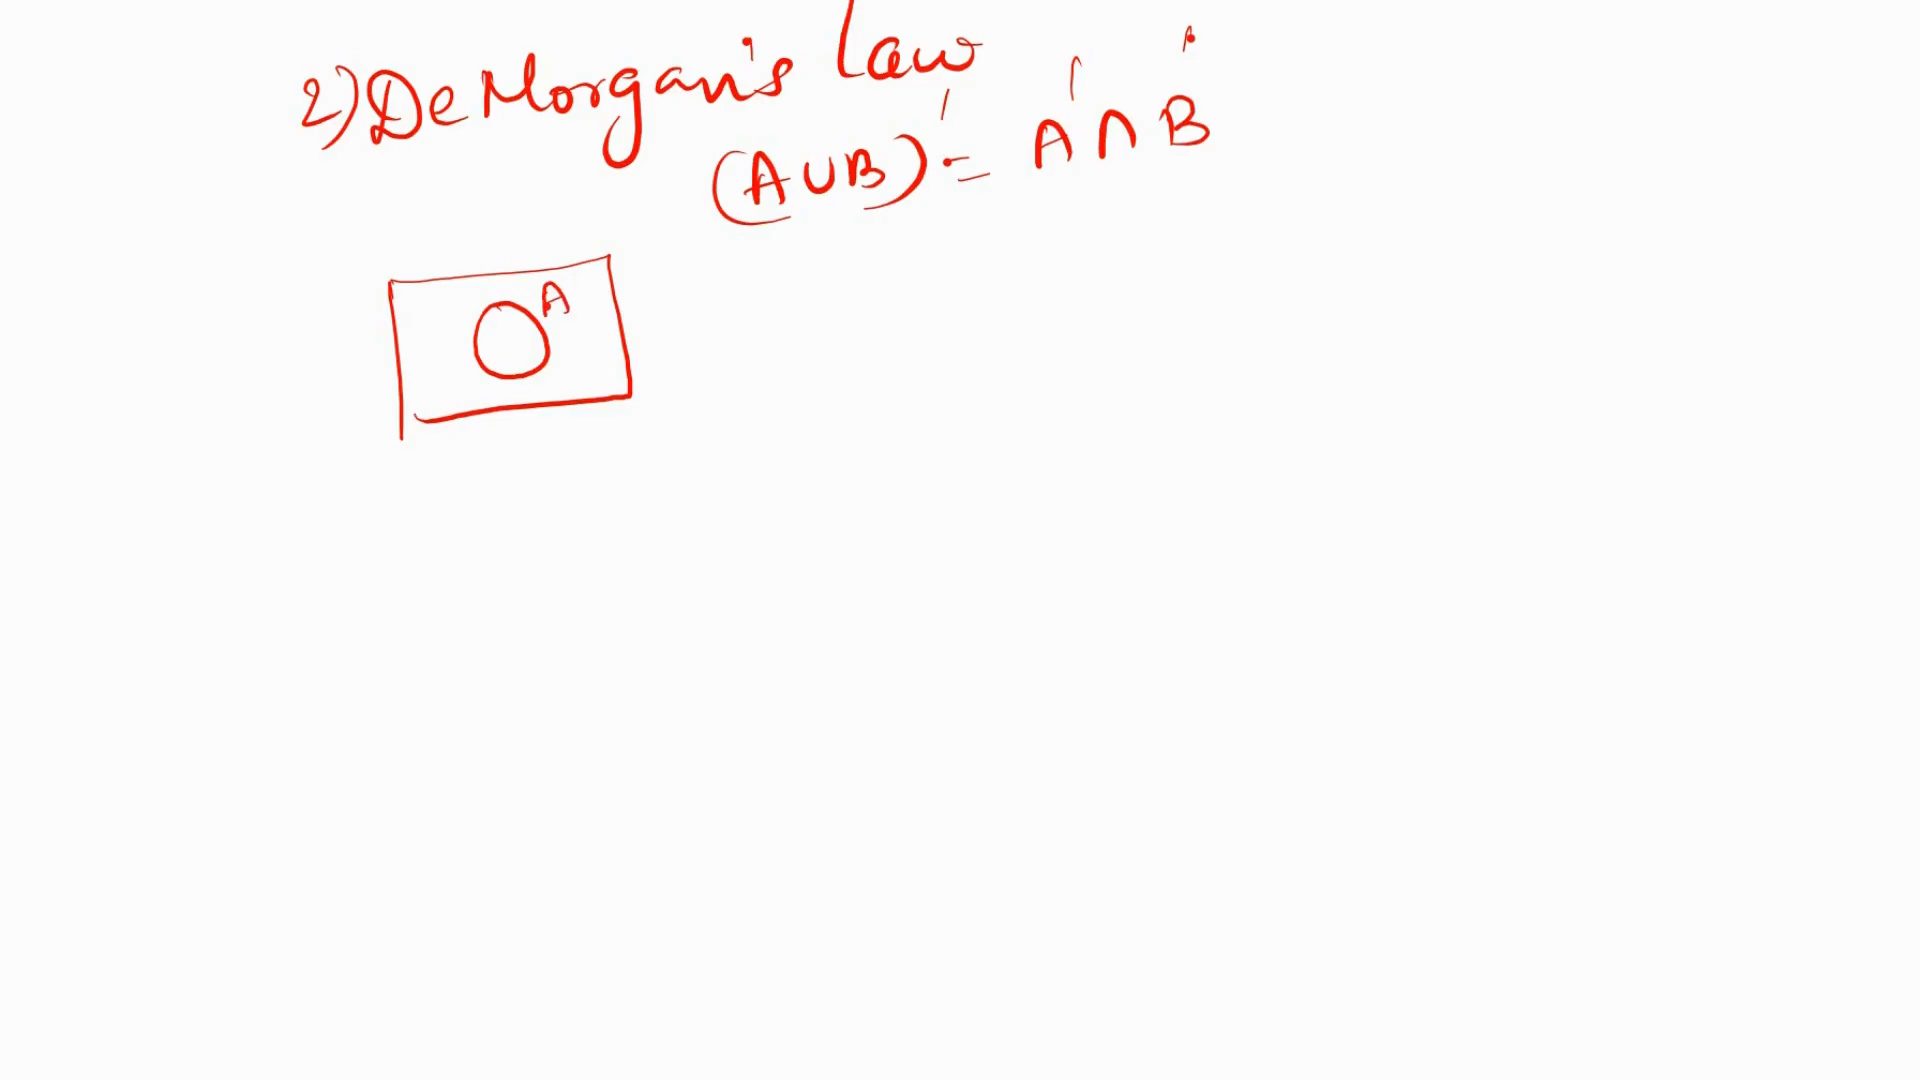 2) De Morgan's Law
(A∪B)' = A' ∩ B'
A